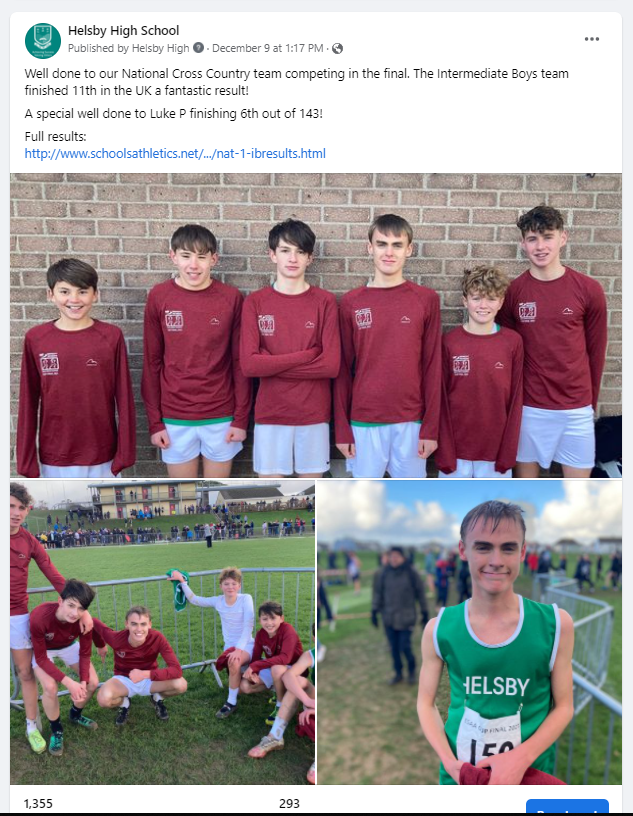 Helsby High School
Published by Helsby High · December 9 at 1:17 PM ·
Well done to our National Cross Country team competing in the final. The Intermediate Boys team
finished 11th in the UK a fantastic result!
A special well done to Luke P finishing 6th out of 143!
Full results:
http://www.schoolsathletics.net/.../nat-1-ibresults.html
HELSBY
FINAL
1,355
293